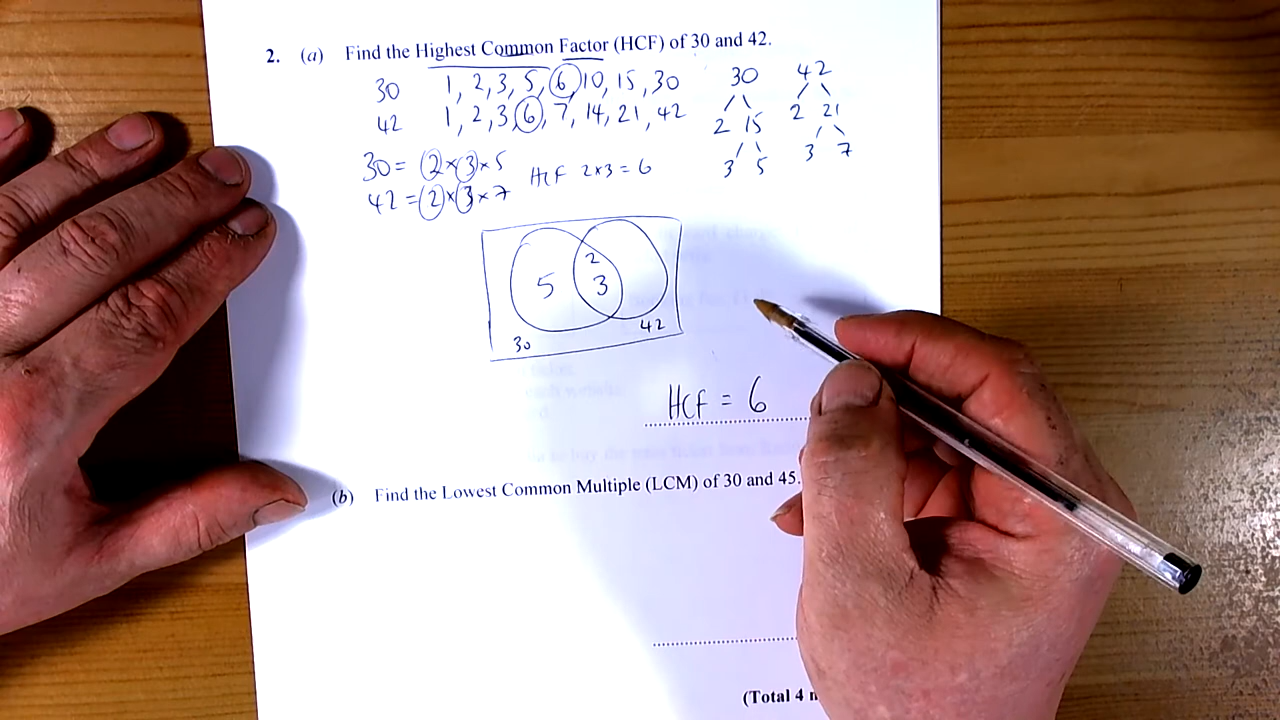 2. (a) Find the Highest Common Factor (HCF) of 30 and 42.
30 1, 2, 3, 5, 6, 10, 15, 30
42 1, 2, 3, 6, 7, 14, 21, 42
30
2 15
3 5
42
2 21
3 7
30 = 2 × 3 × 5
42 = 2 × 3 × 7
HCF 2×3 = 6
2
5 3
42
30
HCF = 6
(b) Find the Lowest Common Multiple (LCM) of 30 and 45.
(Total 4